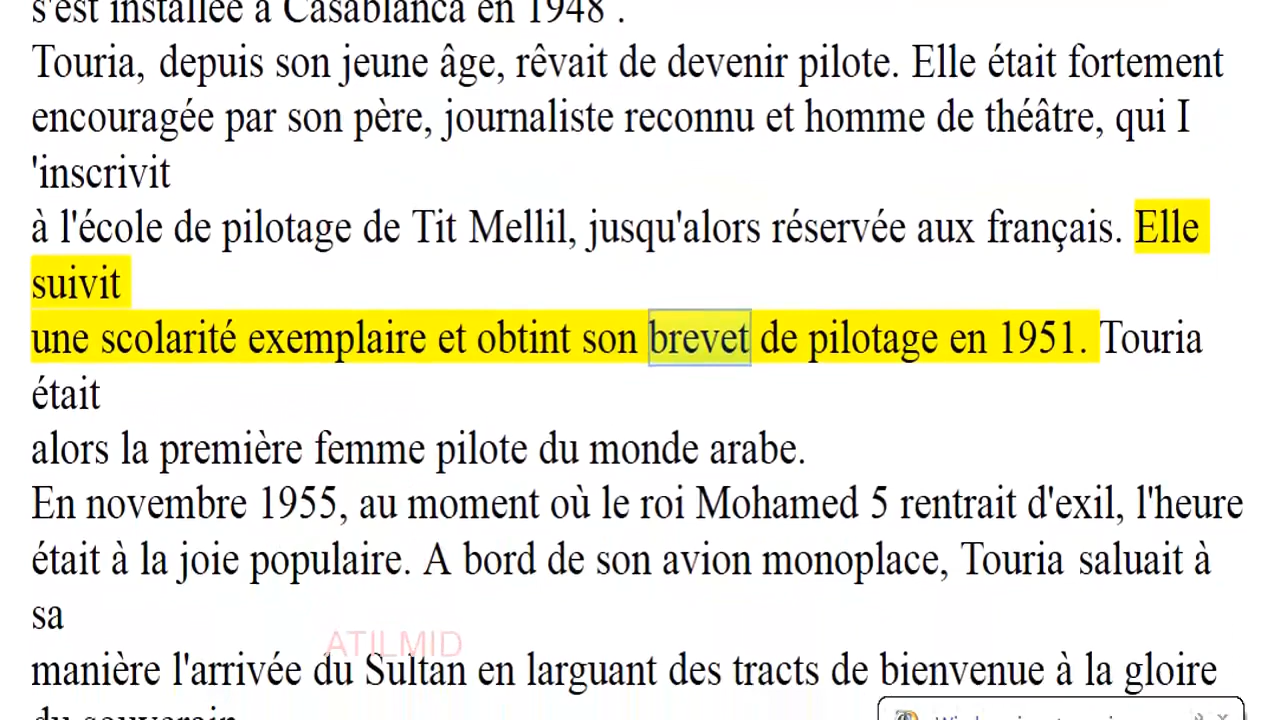 s'est installée à Casablanca en 1948 .
Touria, depuis son jeune âge, rêvait de devenir pilote. Elle était fortement
encouragée par son père, journaliste reconnu et homme de théâtre, qui I
'inscrivit
à l'école de pilotage de Tit Mellil, jusqu'alors réservée aux français. Elle
suivit
une scolarité exemplaire et obtint son brevet de pilotage en 1951. Touria
était
alors la première femme pilote du monde arabe.
En novembre 1955, au moment où le roi Mohamed 5 rentrait d'exil, l'heure
était à la joie populaire. A bord de son avion monoplace, Touria saluait à
sa
ATILMID
manière l'arrivée du Sultan en larguant des tracts de bienvenue à la gloire
du souverain